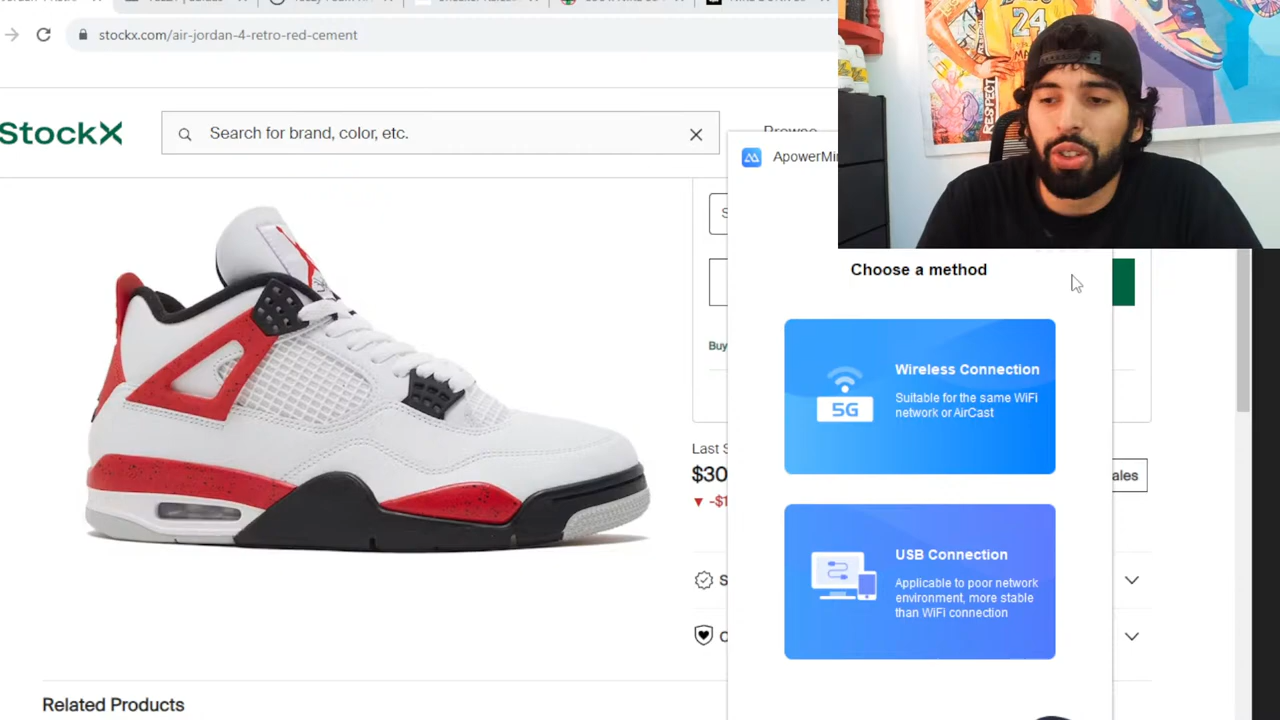 stockx.com/air-jordan-4-retro-red-cement
StockX
Search for brand, color, etc.
Browse
ApowerMi
RESPECT
24
Choose a method
Wireless Connection
5G
Suitable for the same WiFi
network or AirCast
Buy
Last S
$30
-$1
ales
USB Connection
Applicable to poor network
environment, more stable
than WiFi connection
S
Related Products